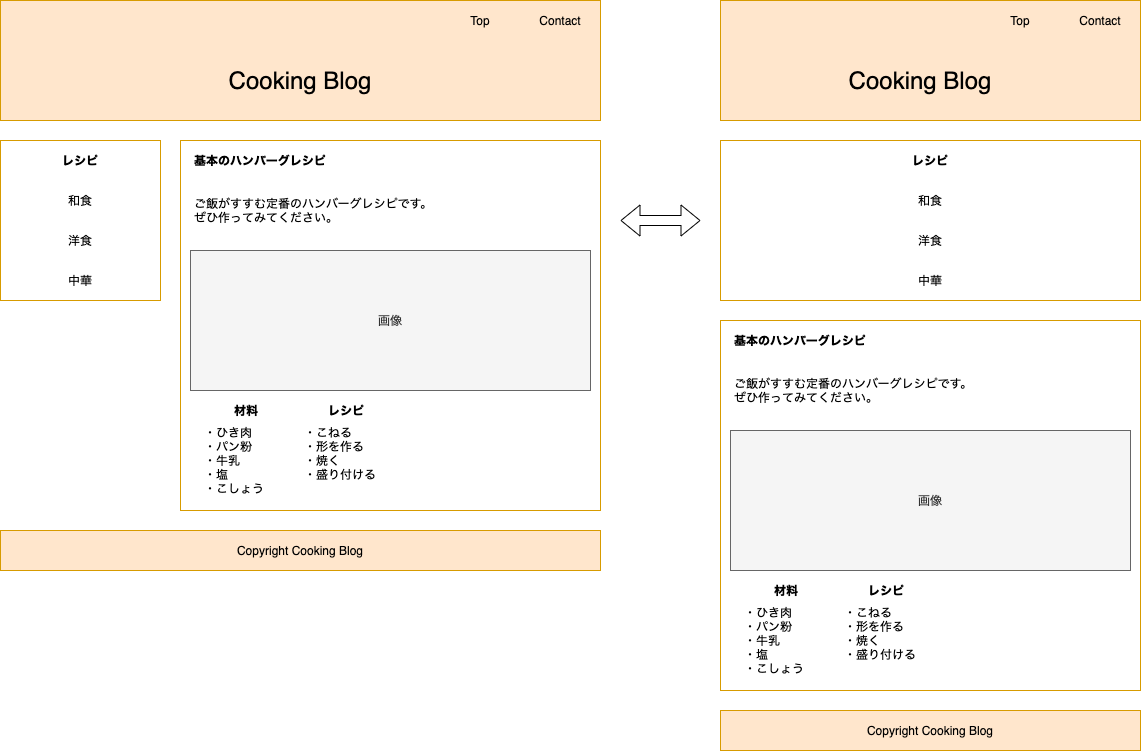 Top Contact
Cooking Blog
レシピ
和食
洋食
中華
基本のハンバーグレシピ
ご飯がすすむ定番のハンバーグレシピです。
ぜひ作ってみてください。
画像
材料
・ひき肉
・パン粉
・牛乳
・塩
・こしょう
レシピ
・こねる
・形を作る
・焼く
・盛り付ける
Copyright Cooking Blog
Top Contact
Cooking Blog
レシピ
和食
洋食
中華
基本のハンバーグレシピ
ご飯がすすむ定番のハンバーグレシピです。
ぜひ作ってみてください。
画像
材料
・ひき肉
・パン粉
・牛乳
・塩
・こしょう
レシピ
・こねる
・形を作る
・焼く
・盛り付ける
Copyright Cooking Blog